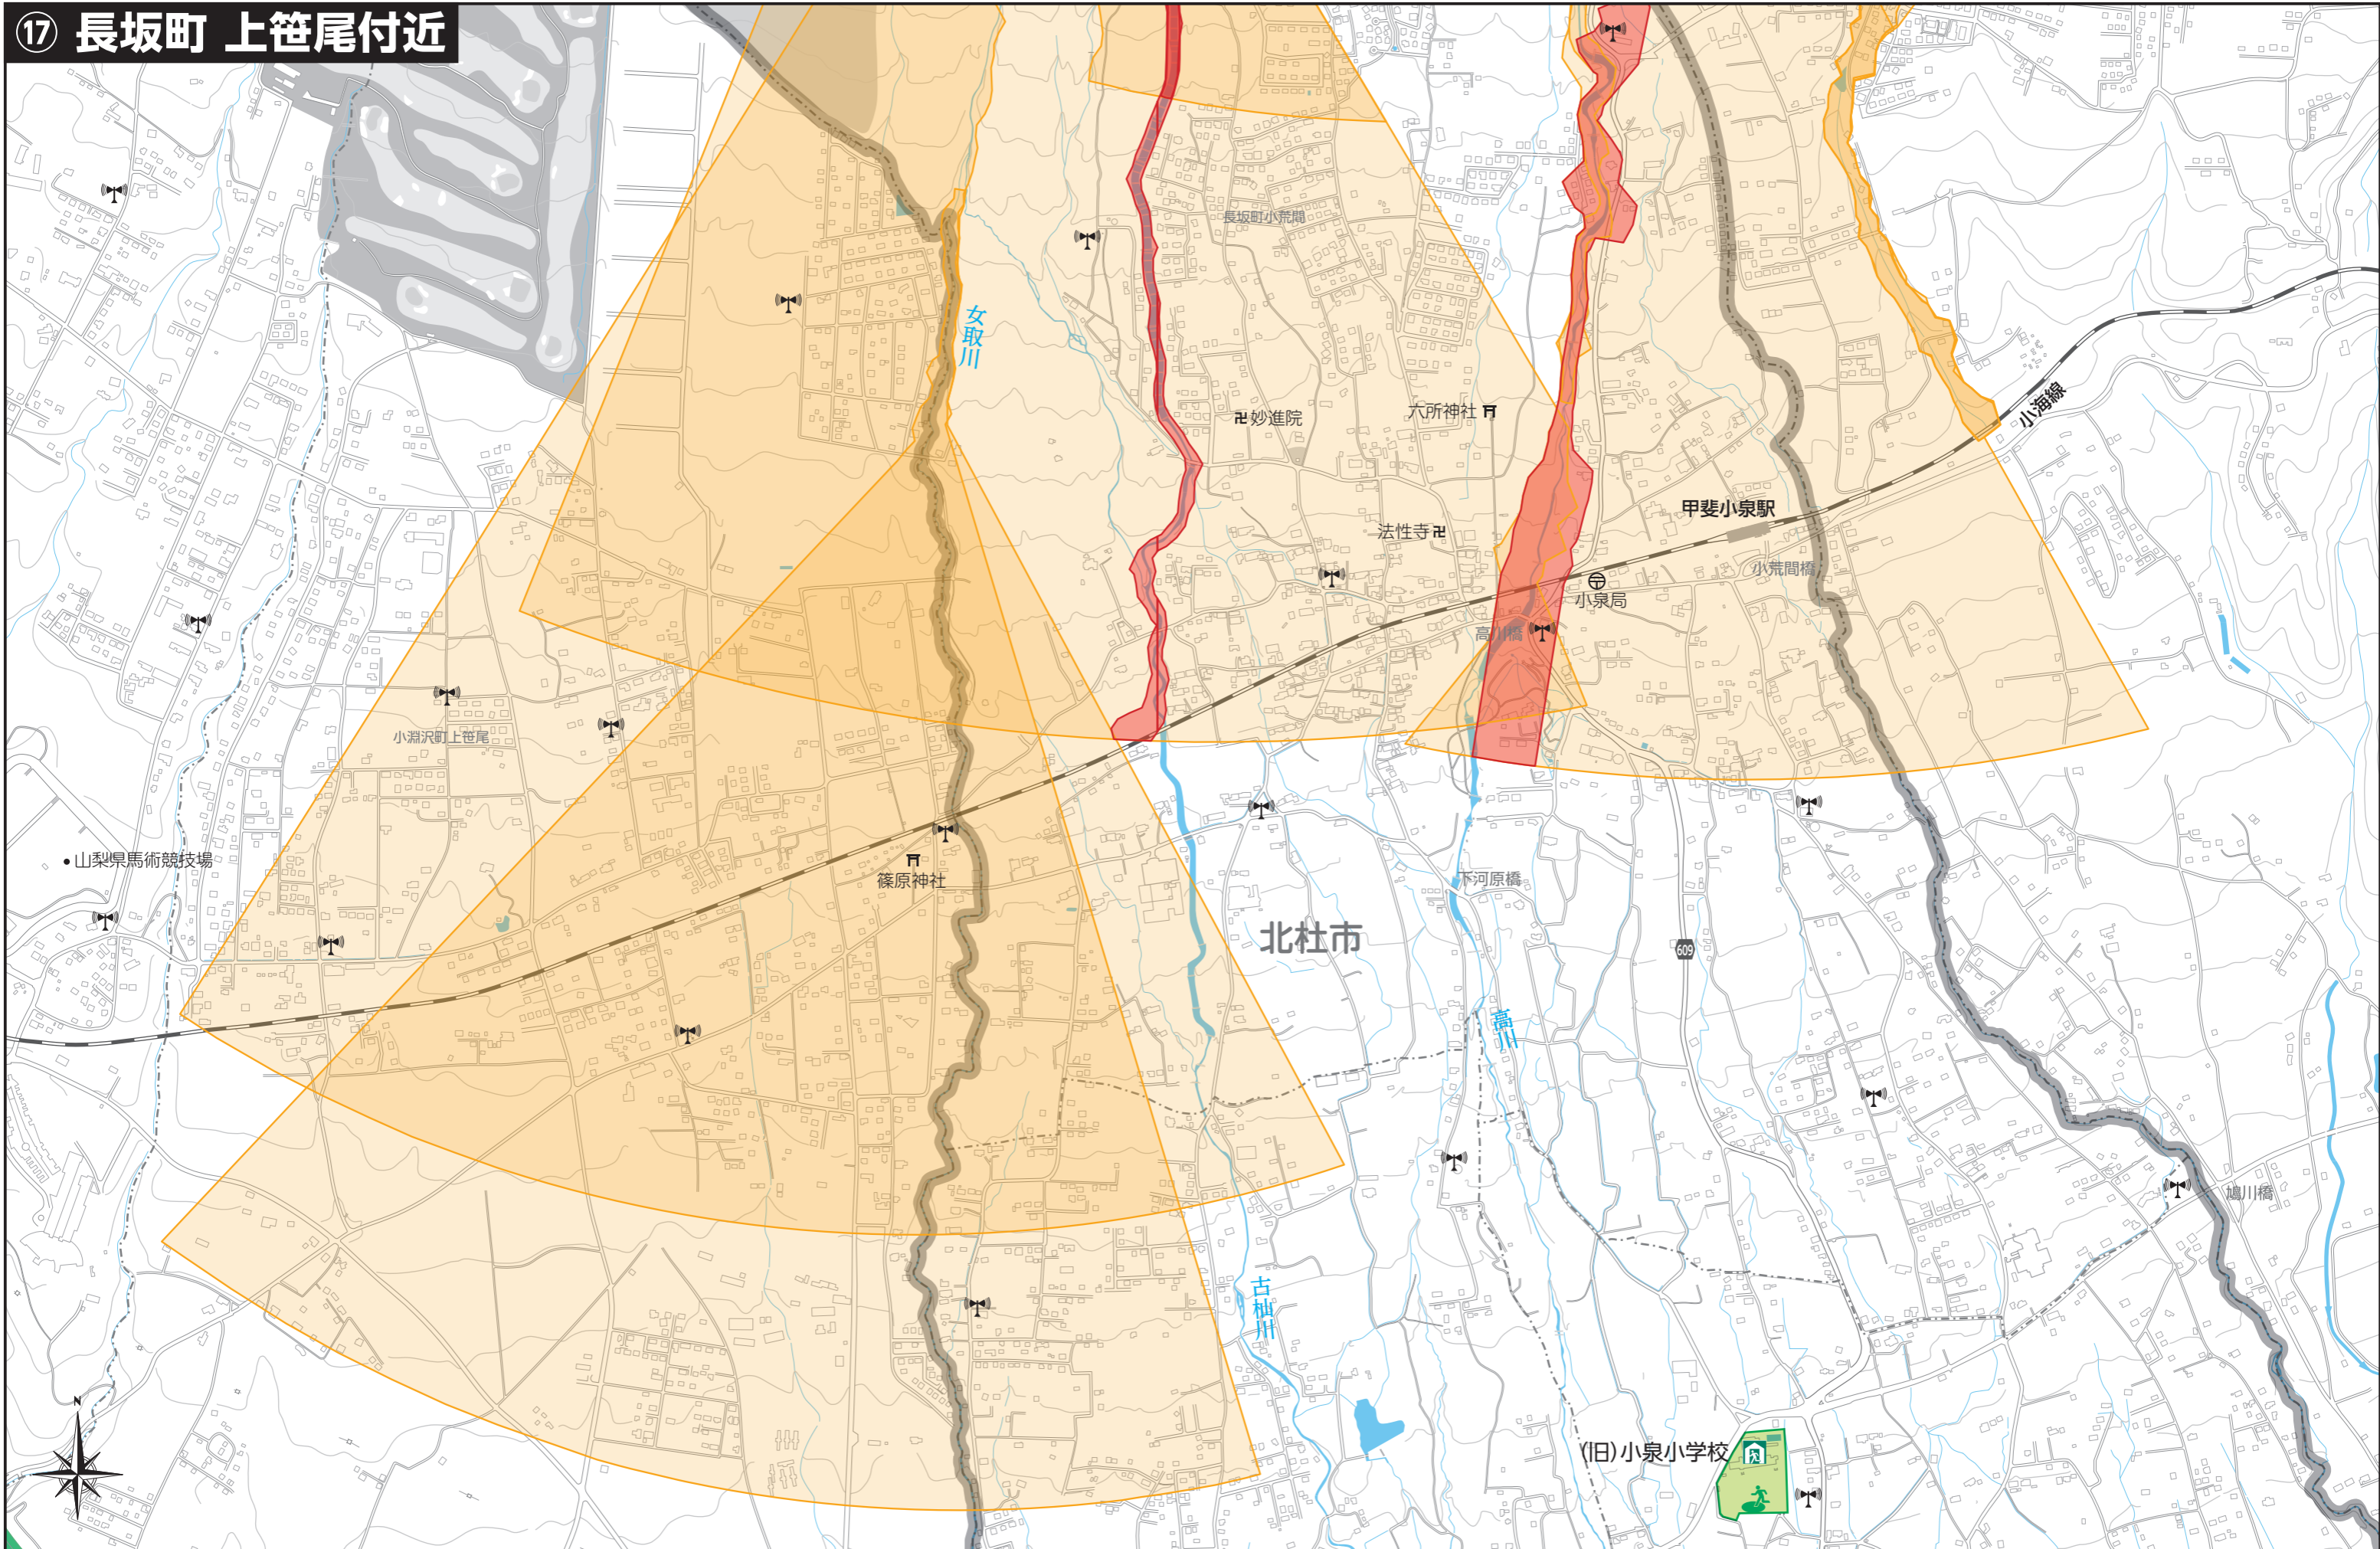 ⑰ 長坂町 上笹尾付近
長坂町小荒間
女取川
卍妙進院
六所神社
小海線
甲斐小泉駅
法性寺卍
小荒間橋
小泉局
高川橋
小淵沢町上笹尾
山梨県馬術競技場
篠原神社
下河原橋
北杜市
609
高川
鳩川橋
古杣川
(旧)小泉小学校
N